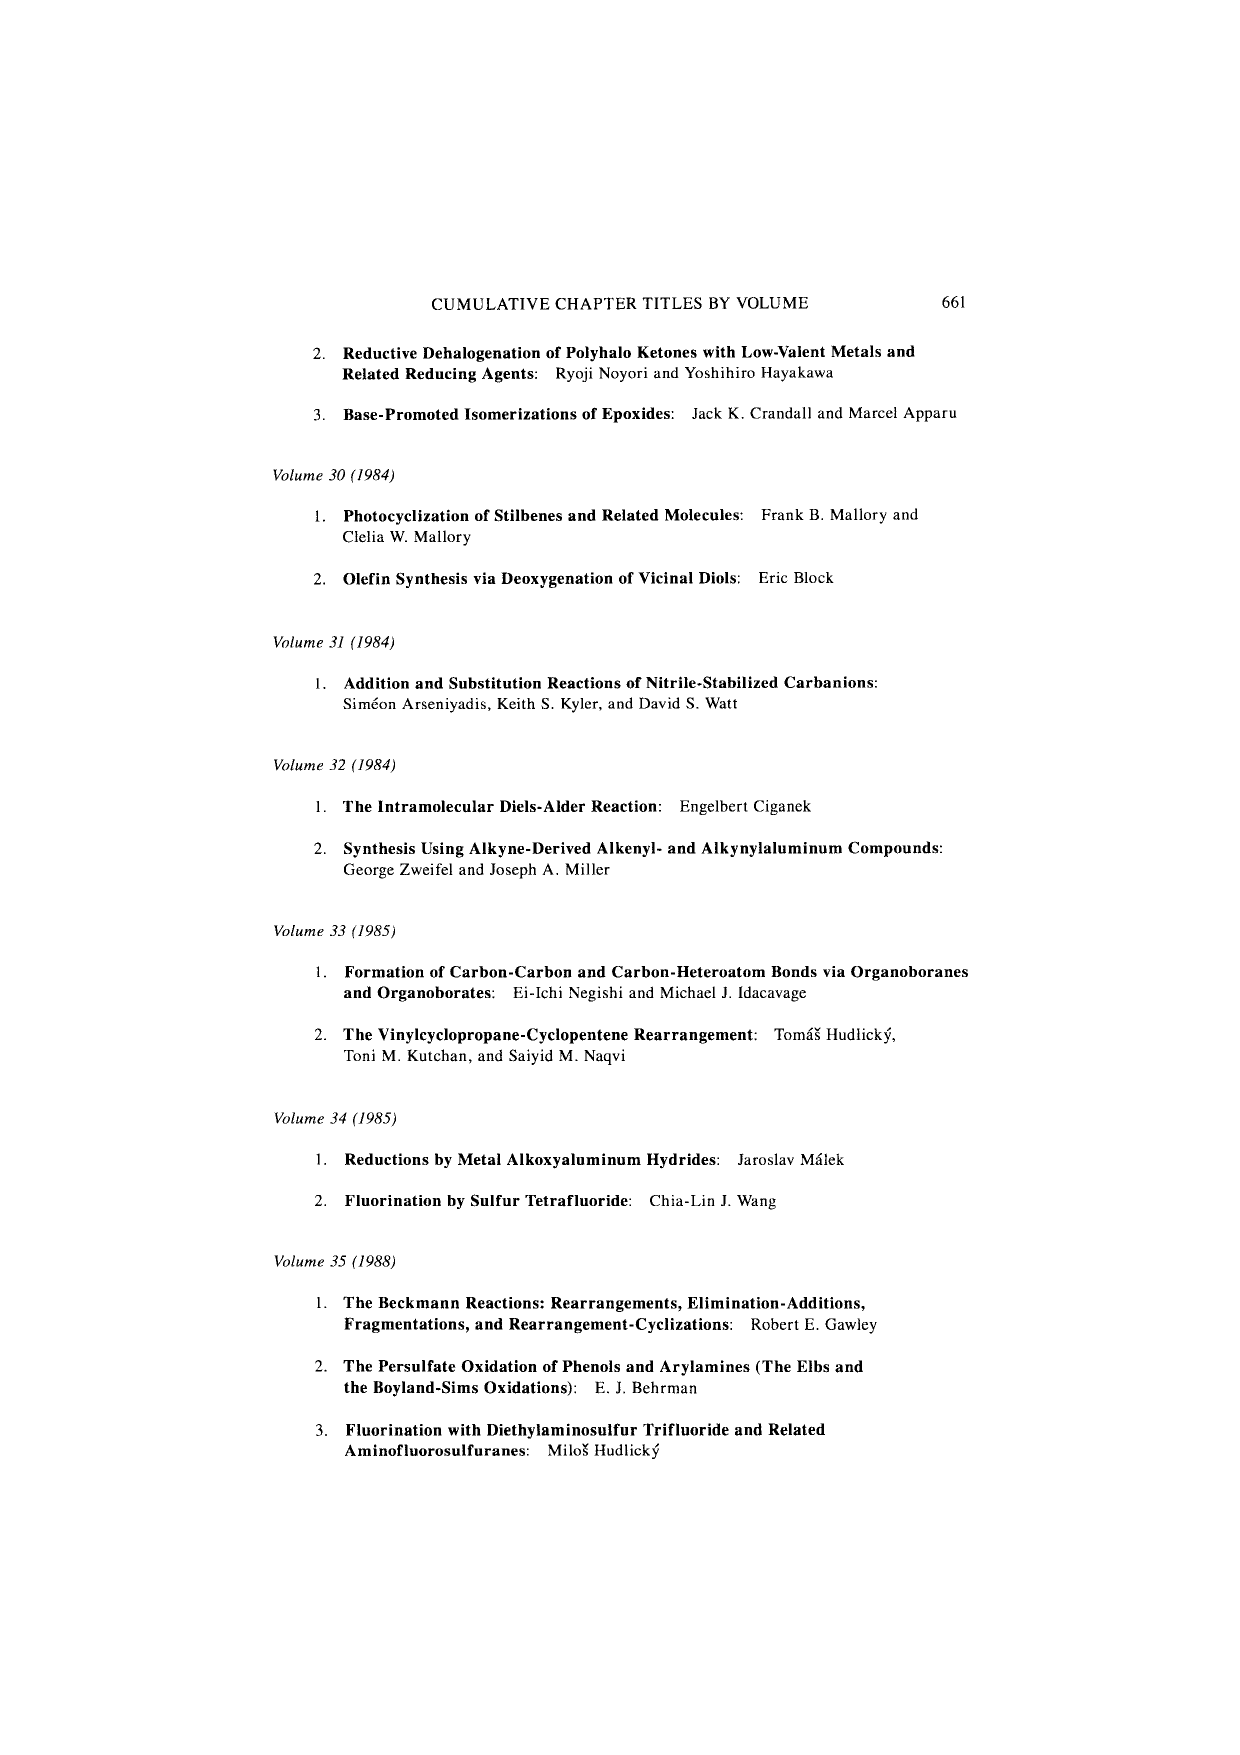 CUMULATIVE CHAPTER TITLES BY VOLUME 661
2. Reductive Dehalogenation of Polyhalo Ketones with Low-Valent Metals and
Related Reducing Agents: Ryoji Noyori and Yoshihiro Hayakawa
3. Base-Promoted Isomerizations of Epoxides: Jack K. Crandall and Marcel Apparu
Volume 30 (1984)
1. Photocyclization of Stilbenes and Related Molecules: Frank B. Mallory and
Clelia W. Mallory
2. Olefin Synthesis via Deoxygenation of Vicinal Diols: Eric Block
Volume 31 (1984)
1. Addition and Substitution Reactions of Nitrile-Stabilized Carbanions:
Siméon Arseniyadis, Keith S. Kyler, and David S. Watt
Volume 32 (1984)
1. The Intramolecular Diels-Alder Reaction: Engelbert Ciganek
2. Synthesis Using Alkyne-Derived Alkenyl- and Alkynylaluminum Compounds:
George Zweifel and Joseph A. Miller
Volume 33 (1985)
1. Formation of Carbon-Carbon and Carbon-Heteroatom Bonds via Organoboranes
and Organoborates: Ei-Ichi Negishi and Michael J. Idacavage
2. The Vinylcyclopropane-Cyclopentene Rearrangement: Tomáš Hudlický,
Toni M. Kutchan, and Saiyid M. Naqvi
Volume 34 (1985)
1. Reductions by Metal Alkoxyaluminum Hydrides: Jaroslav Málek
2. Fluorination by Sulfur Tetrafluoride: Chia-Lin J. Wang
Volume 35 (1988)
1. The Beckmann Reactions: Rearrangements, Elimination-Additions,
Fragmentations, and Rearrangement-Cyclizations: Robert E. Gawley
2. The Persulfate Oxidation of Phenols and Arylamines (The Elbs and
the Boyland-Sims Oxidations): E. J. Behrman
3. Fluorination with Diethylaminosulfur Trifluoride and Related
Aminofluorosulfuranes: Miloš Hudlický